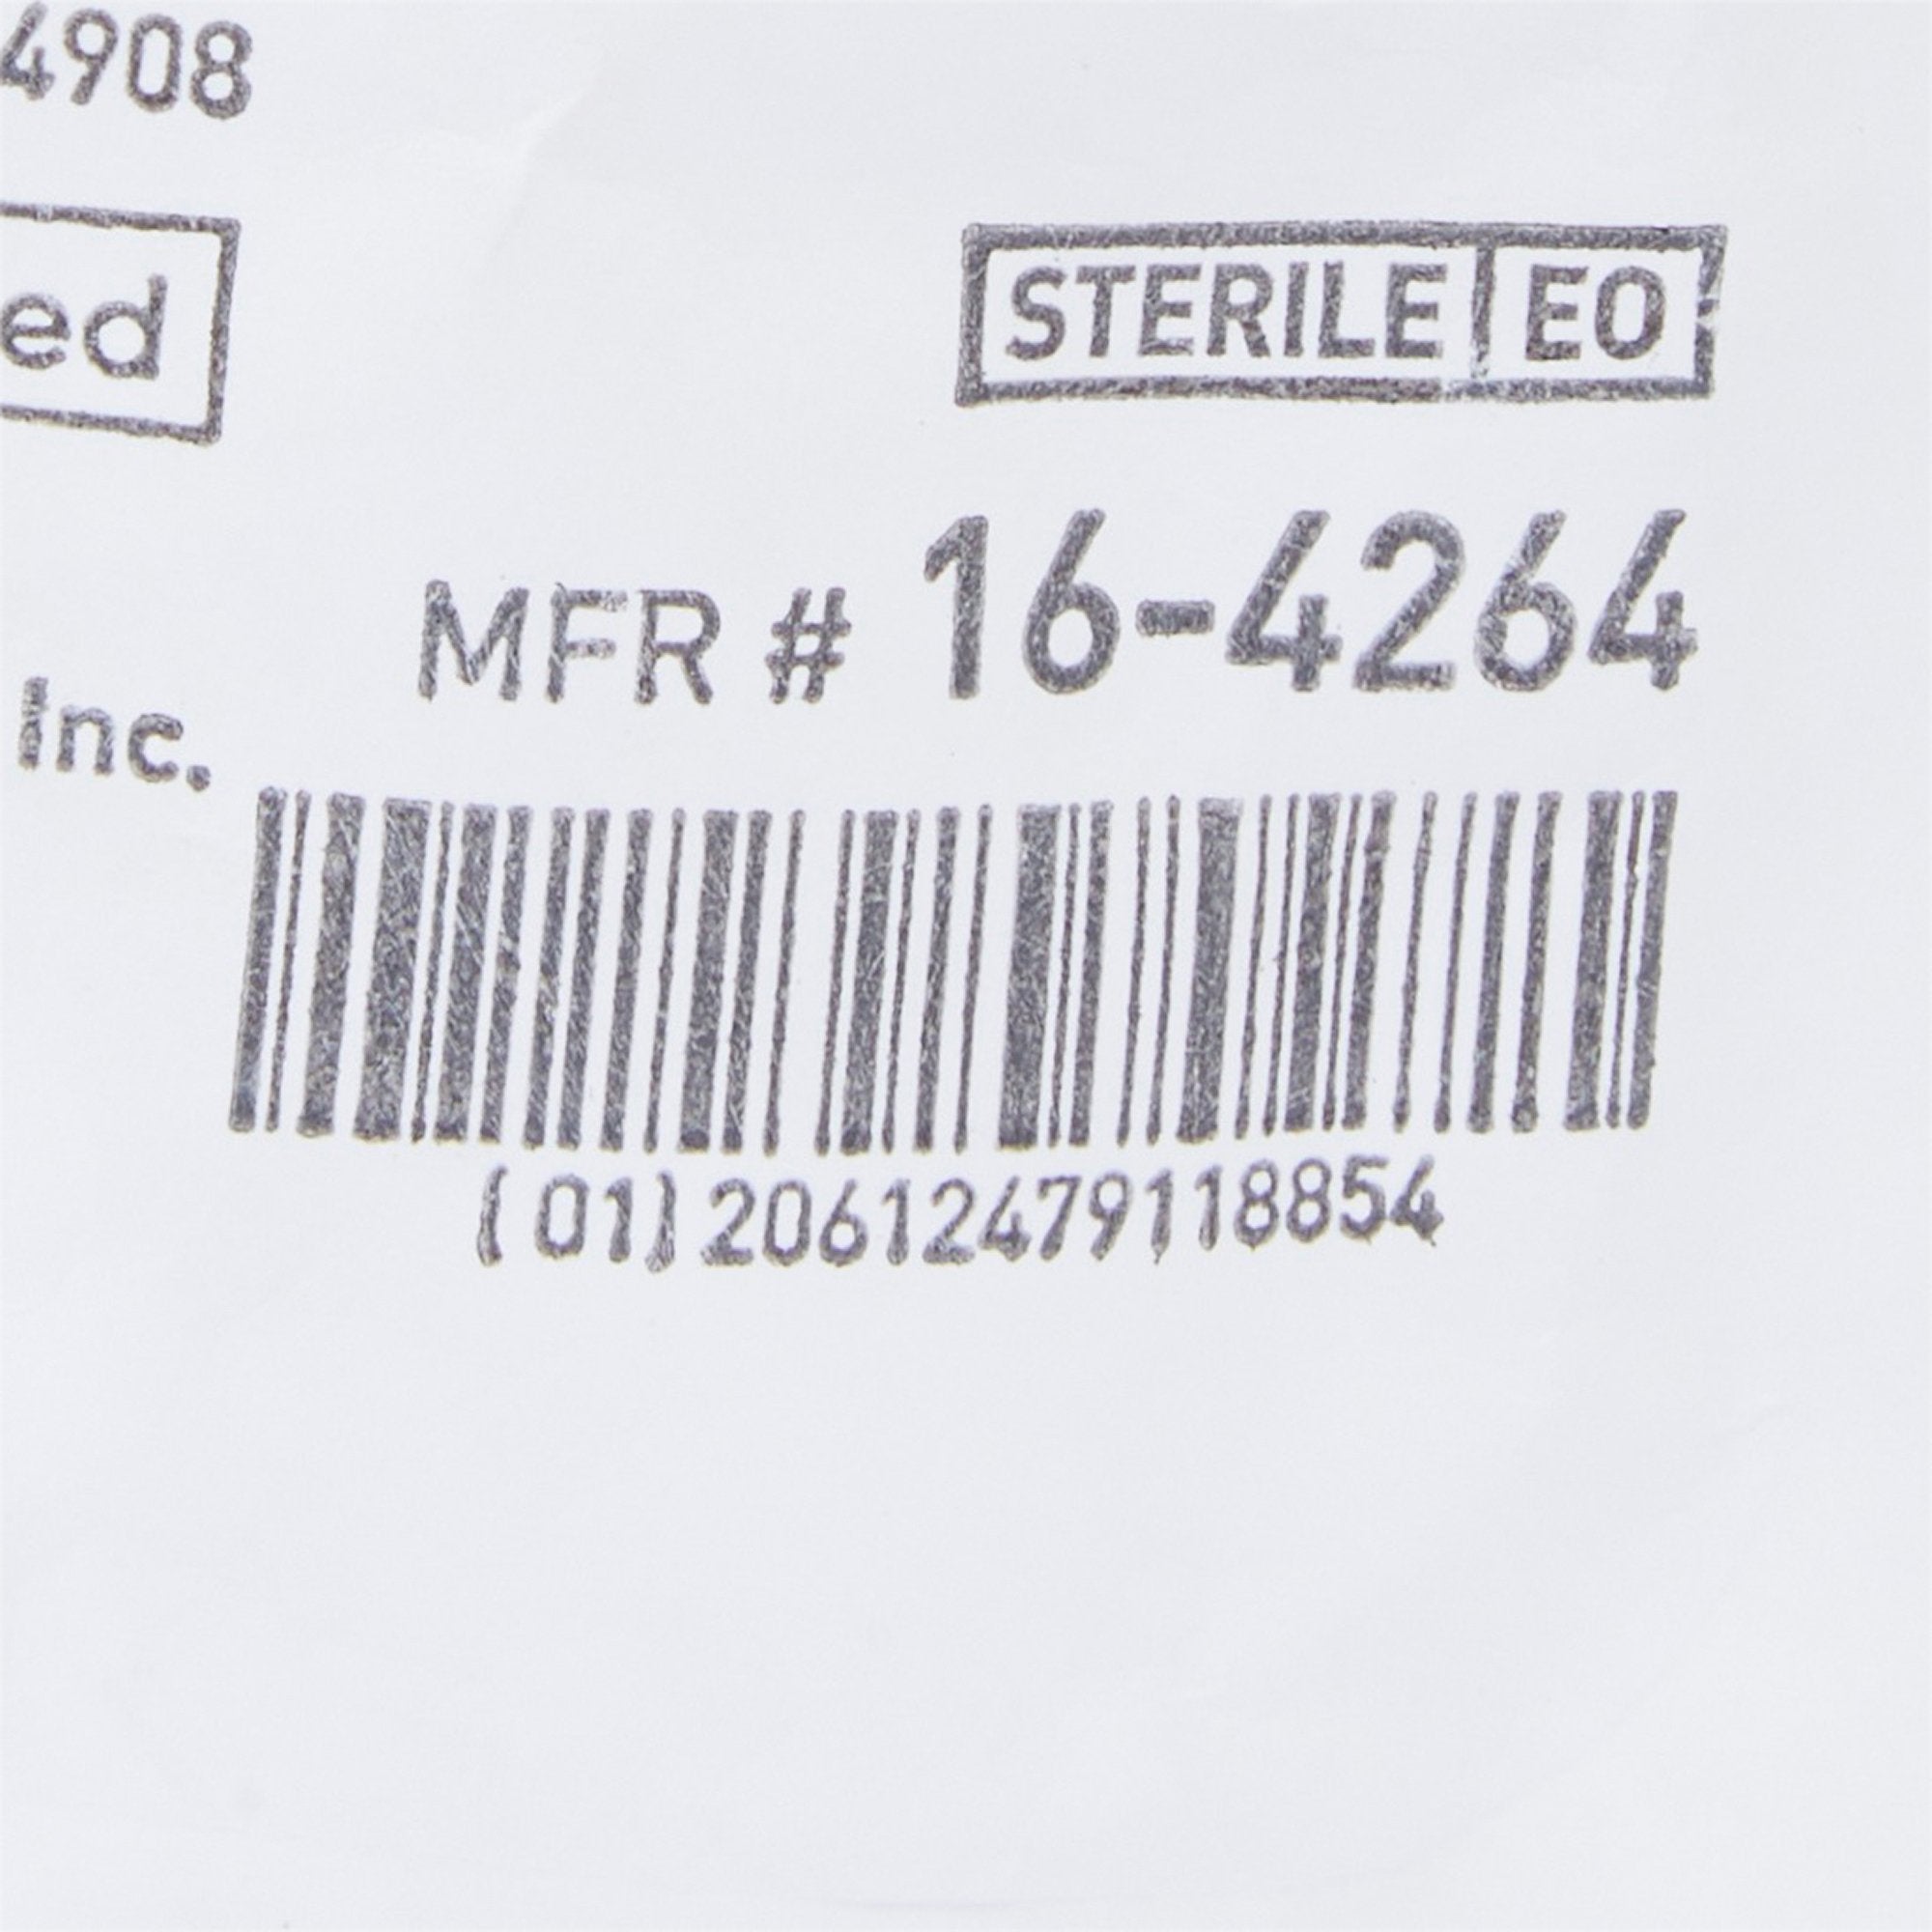 4908
ed
STERILE EO
MFR # 16-4264
Inc.
(01)20612479118854